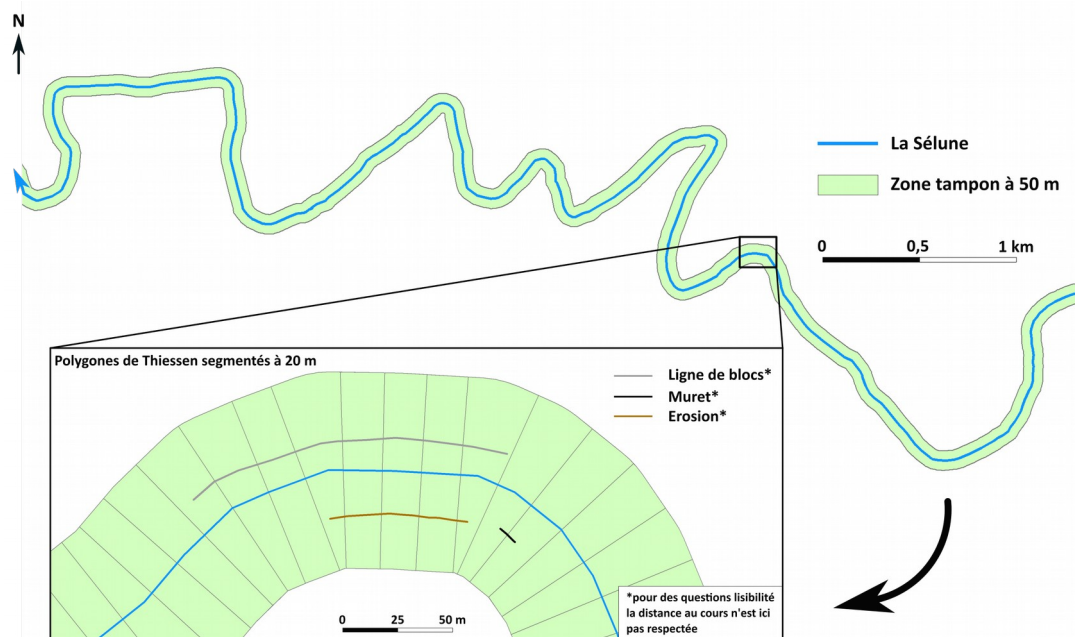 N
La Sélune
Zone tampon à 50 m
0 0,5 1 km
Polygones de Thiessen segmentés à 20 m
Ligne de blocs*
Muret*
Erosion*
*pour des questions lisibilité
la distance au cours n'est ici
pas respectée
0 25 50 m